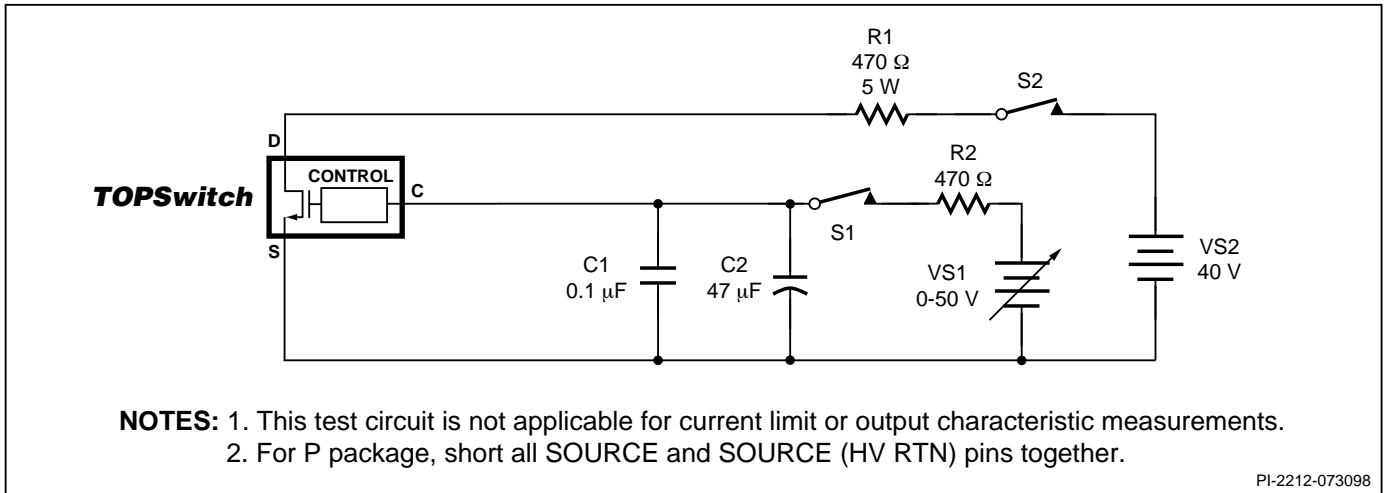 R1
470 Ω
5 W
S2
D
CONTROL
C
TOPSwitch
S
R2
470 Ω
S1
C1
0.1 µF
C2
47 µF
VS1
0-50 V
VS2
40 V
NOTES: 1. This test circuit is not applicable for current limit or output characteristic measurements.
2. For P package, short all SOURCE and SOURCE (HV RTN) pins together.
PI-2212-073098